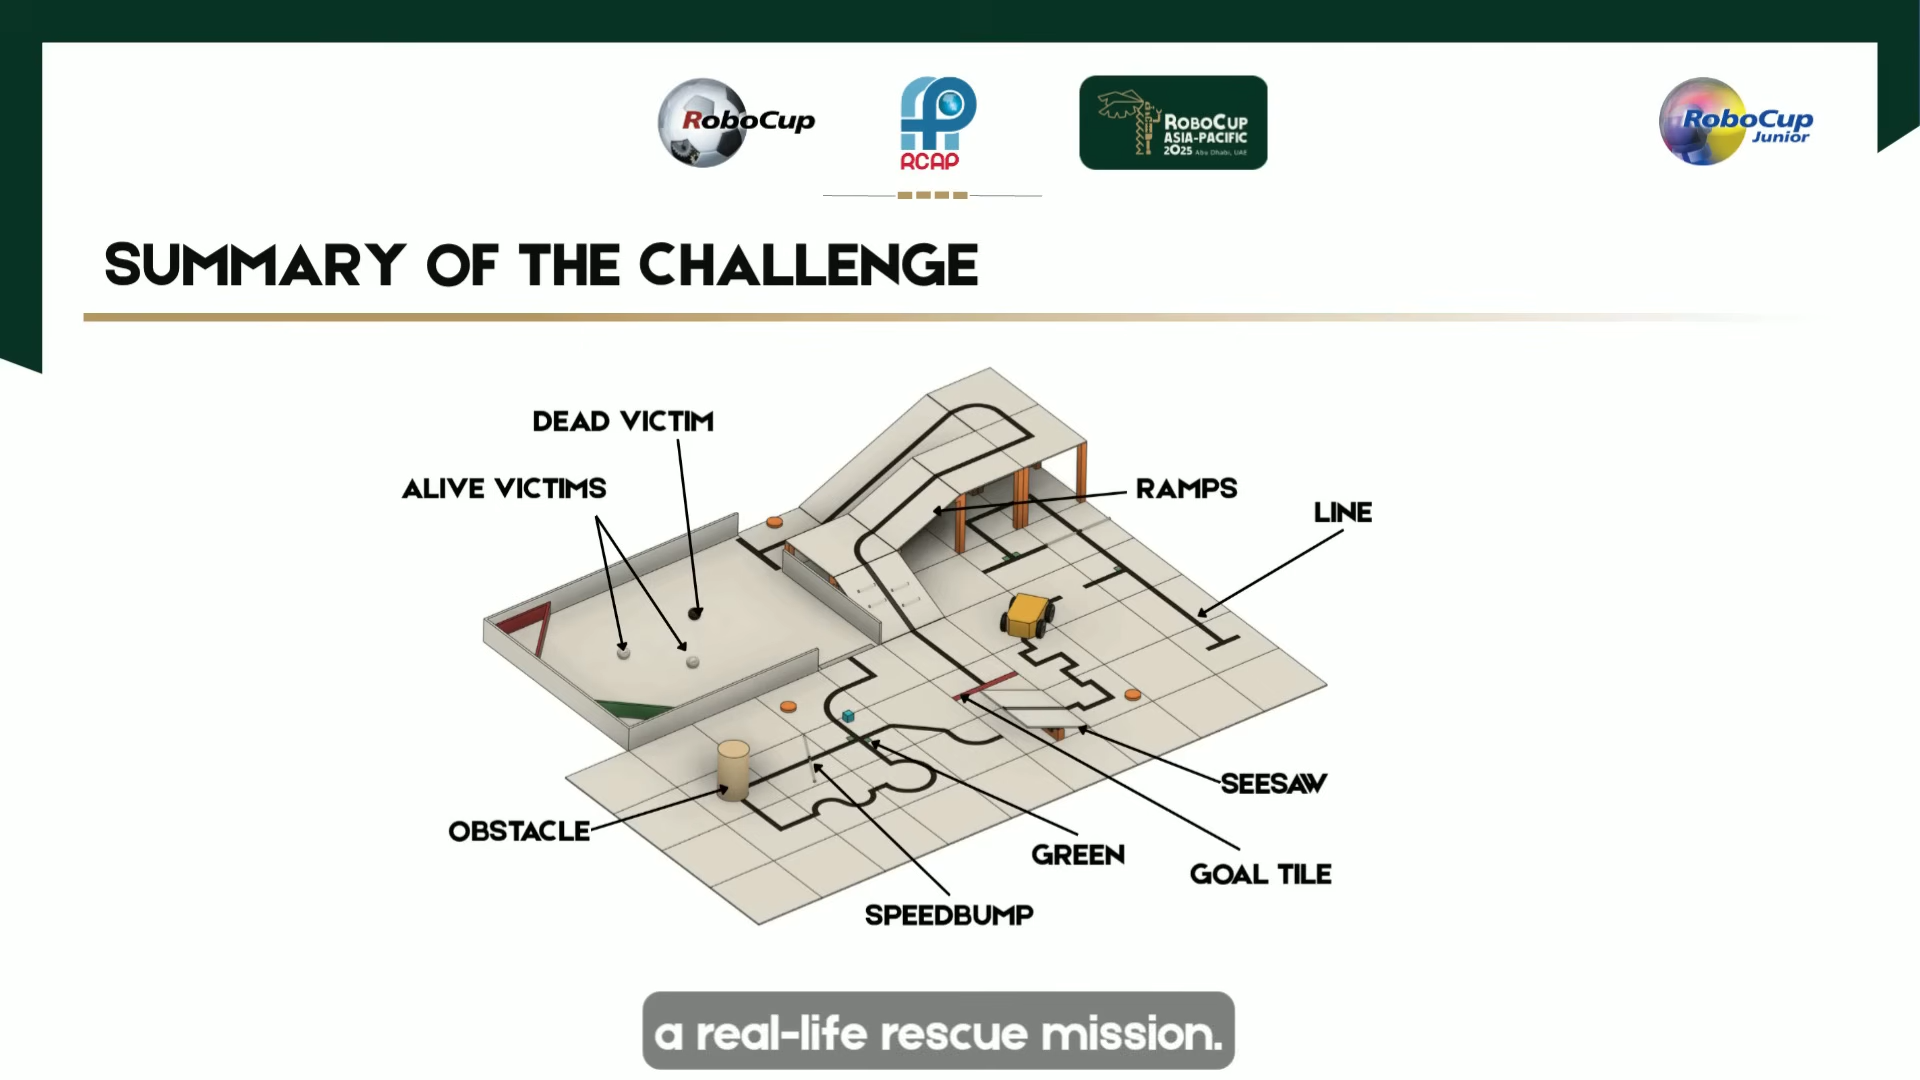 RoboCup
RCAP
RoboCup
Asia-Pacific
2025 Abu Dhabi, UAE
RoboCup
Junior
SUMMARY OF THE CHALLENGE
DEAD VICTIM
ALIVE VICTIMS
RAMPS
LINE
SEESAW
OBSTACLE
GREEN
GOAL TILE
SPEEDBUMP
a real-life rescue mission.